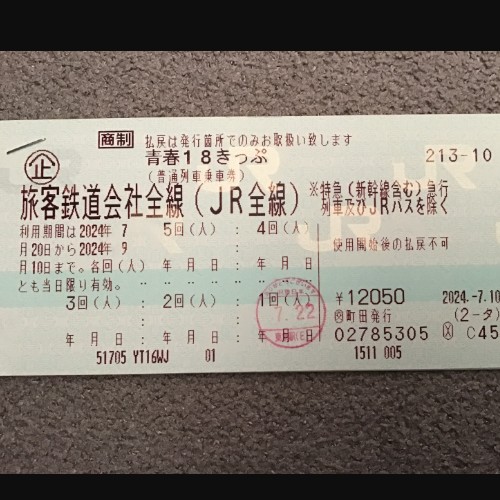 商制 払戻は発行箇所でのみお取扱い致します
企 青春18きっぷ 213-10
(普通列車乗車券)
旅客鉄道会社全線(JR全線) ※特急(新幹線含む)急行
列車及びJRバスを除く
利用期間は2024年 7 5回(人) : 4回(人)
月20日から2024年 9 : : 使用開始後の払戻不可
月10日まで。各回(人) 年 月 日 年 月 日
とも当日限り有効。
3回(人) : 2回(人) : 1回(人) ¥12050 2024.-7.10
: : 7.22 町田発行 (2-タ)
年 月 日 年 月 日 年 月 日 02785305 C45
51705 YT16WJ 01 1511 005